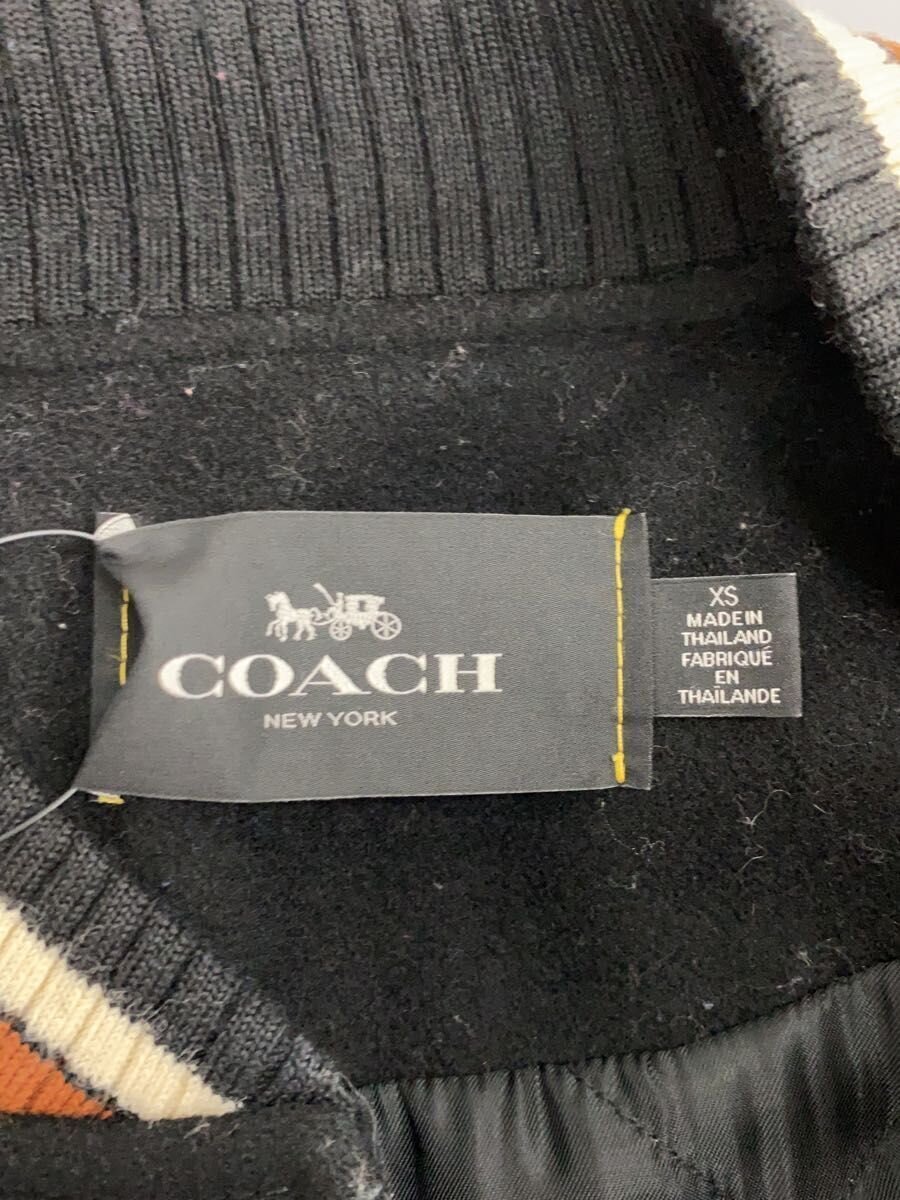 COACH
NEW YORK
XS
MADE IN
THAILAND
FABRIQUÉ
EN
THAÏLANDE